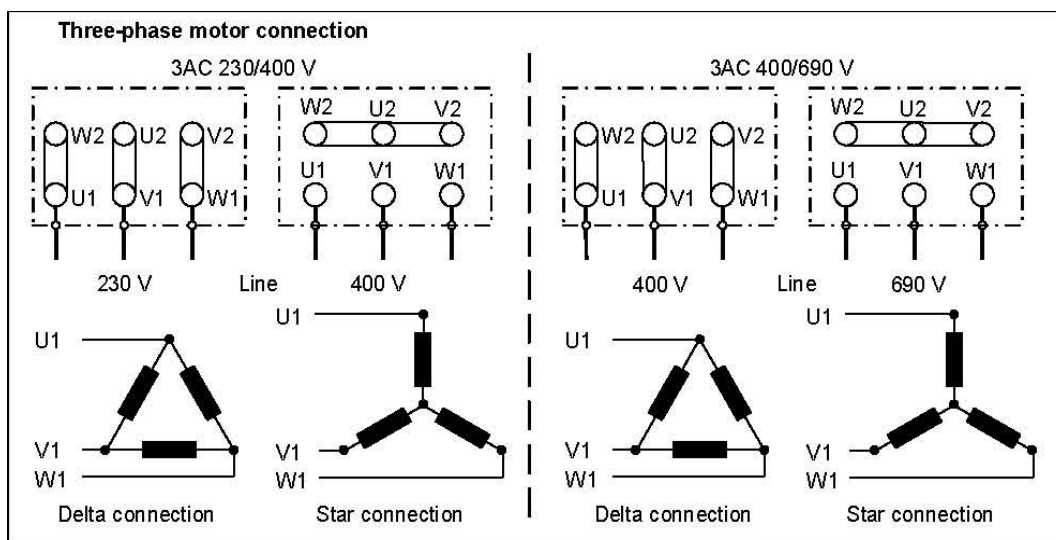 Three-phase motor connection
3AC 230/400 V
3AC 400/690 V
W2 U2 V2
U1 V1 W1
W2 U2 V2
U1 V1 W1
W2 U2 V2
U1 V1 W1
W2 U2 V2
U1 V1 W1
230 V Line 400 V
400 V Line 690 V
U1
V1
W1
U1
V1
W1
U1
V1
W1
U1
V1
W1
Delta connection
Star connection
Delta connection
Star connection